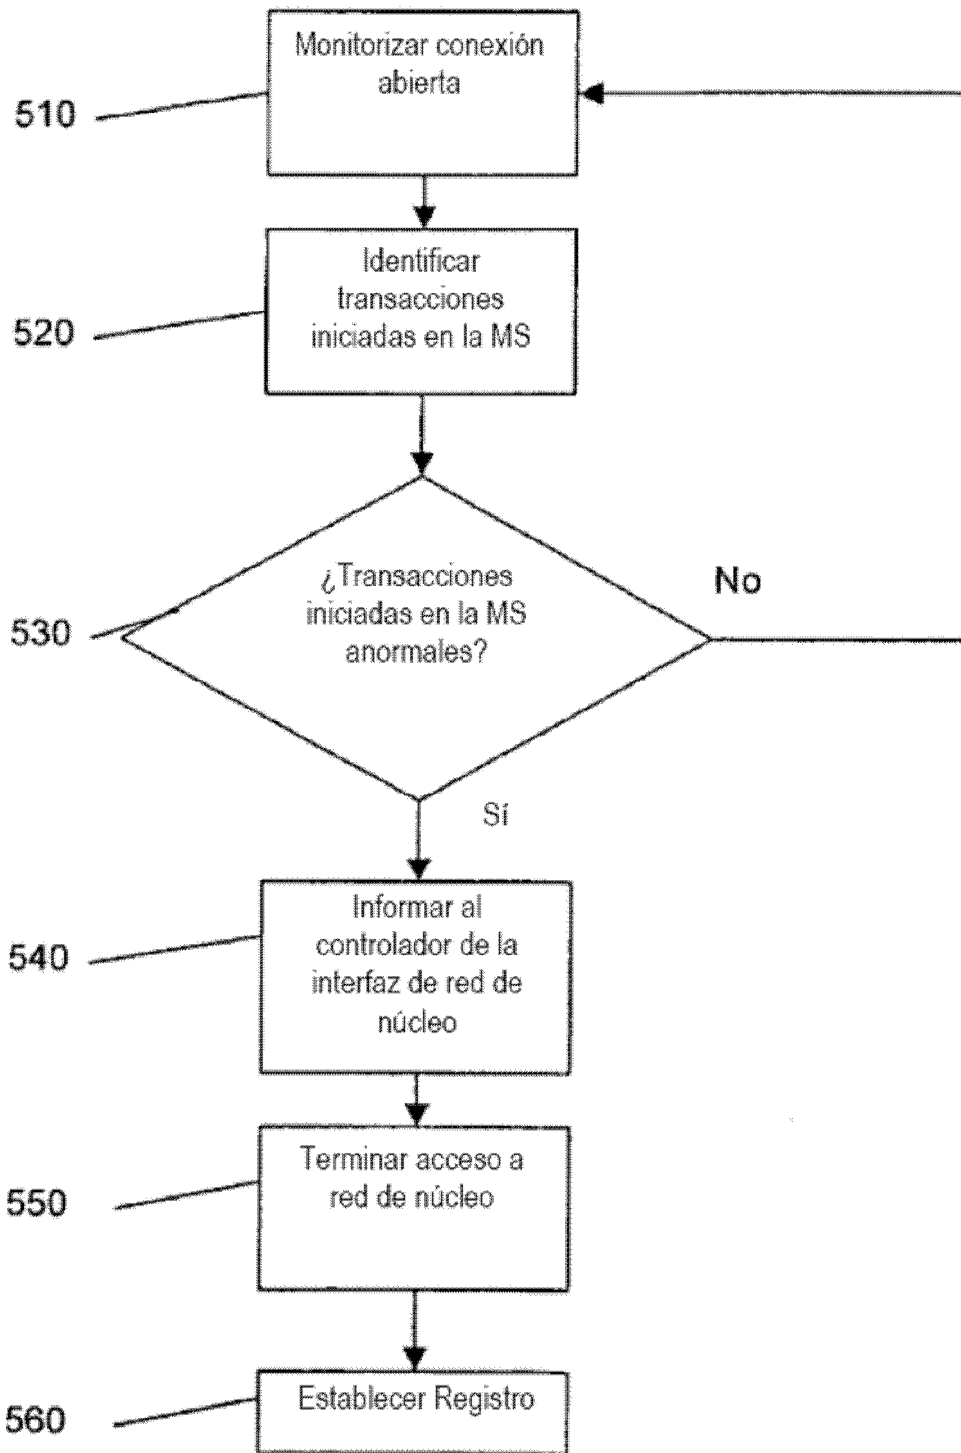 Monitorizar conexión
abierta
510
Identificar
transacciones
iniciadas en la MS
520
¿Transacciones
iniciadas en la MS
anormales?
No
530
Sí
Informar al
controlador de la
interfaz de red de
núcleo
540
Terminar acceso a
red de núcleo
550
Establecer Registro
560